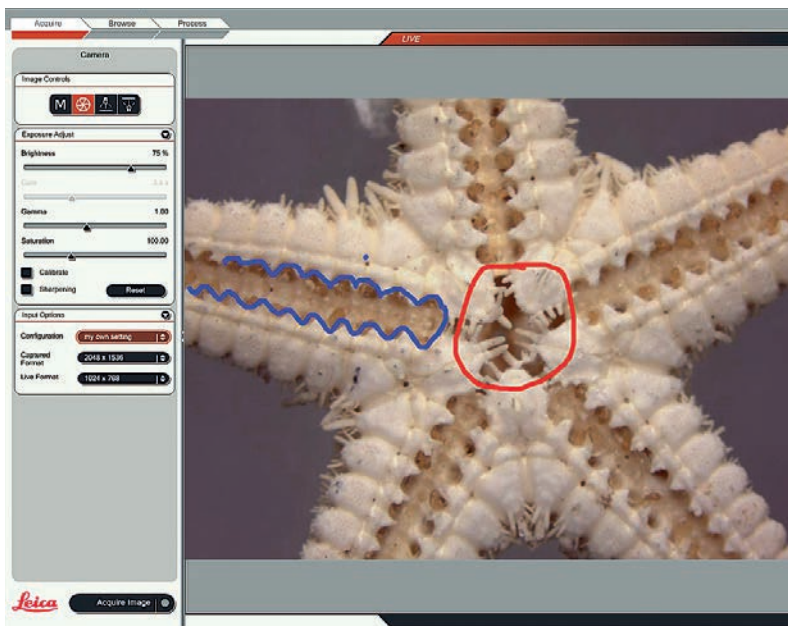 Acquire Browse Process
LIVE
Camera
Image Controls
M
Exposure Adjust
Brightness 75 %
Gain
Gamma 1.00
Saturation 100.00
Calibrate
Sharpening Reset
Input Options
Configuration my own setting
Captured Format 2048 x 1536
Live Format 1024 x 768
Leica Acquire Image